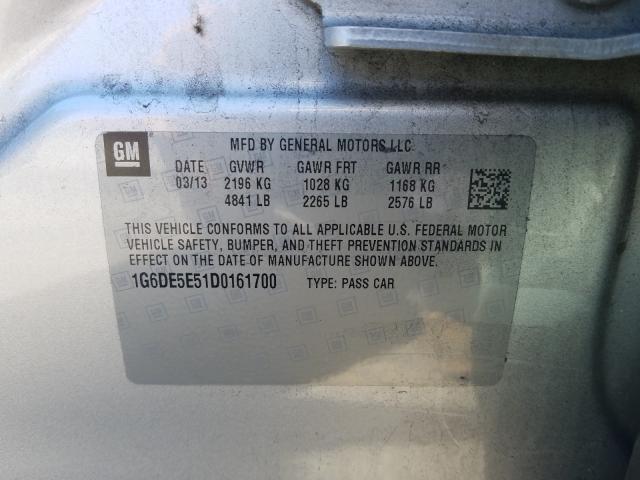 GM
MFD BY GENERAL MOTORS LLC
DATE GVWR GAWR FRT GAWR RR
03/13 2196 KG 1028 KG 1168 KG
4841 LB 2265 LB 2576 LB
THIS VEHICLE CONFORMS TO ALL APPLICABLE U.S. FEDERAL MOTOR
VEHICLE SAFETY, BUMPER, AND THEFT PREVENTION STANDARDS IN
EFFECT ON THE DATE OF MANUFACTURE SHOWN ABOVE.
1G6DE5E51D0161700 TYPE: PASS CAR